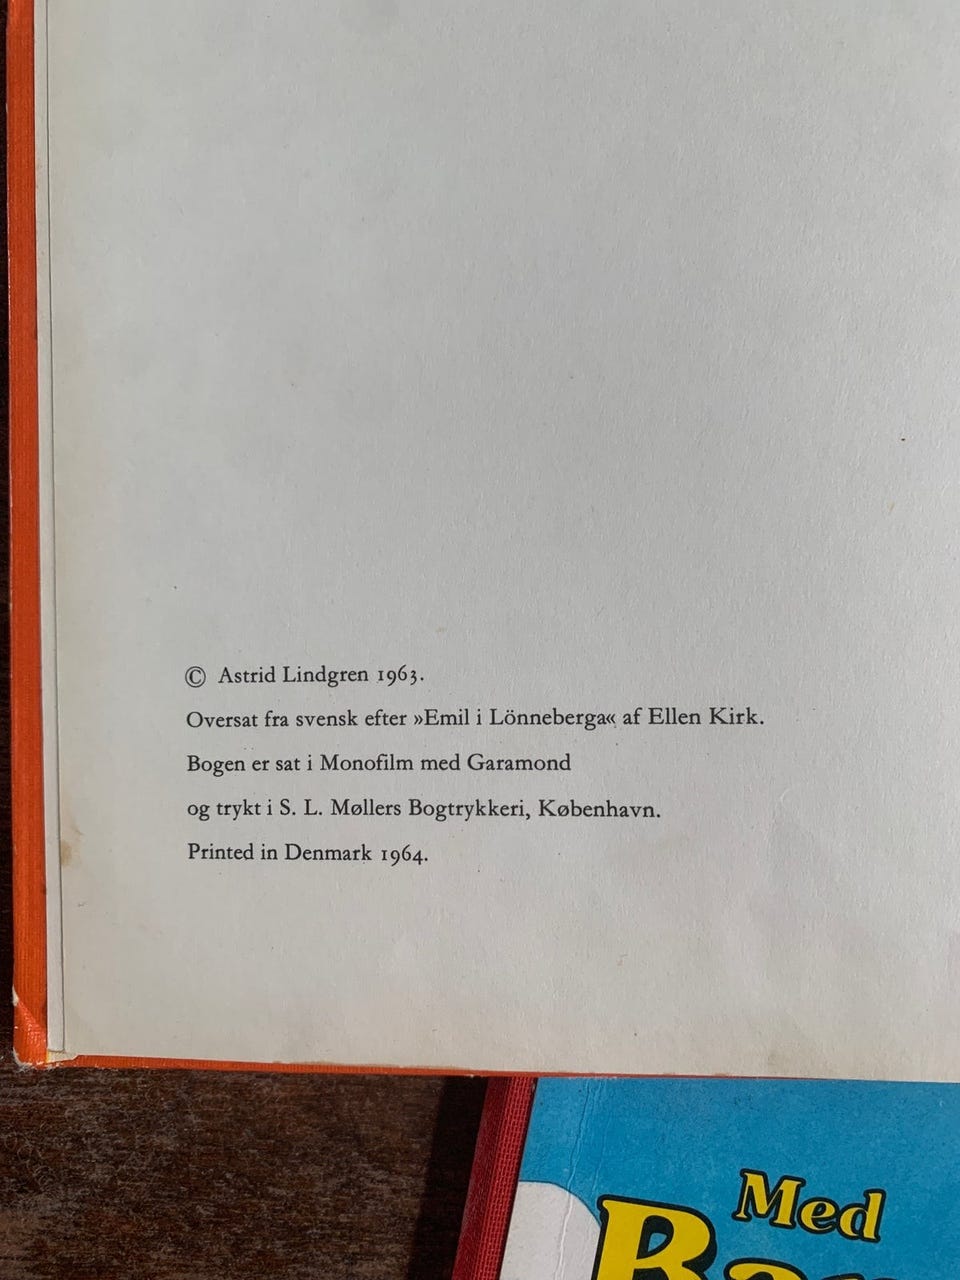 © Astrid Lindgren 1963.
Oversat fra svensk efter »Emil i Lönneberga« af Ellen Kirk.
Bogen er sat i Monofilm med Garamond
og trykt i S. L. Møllers Bogtrykkeri, København.
Printed in Denmark 1964.
Med